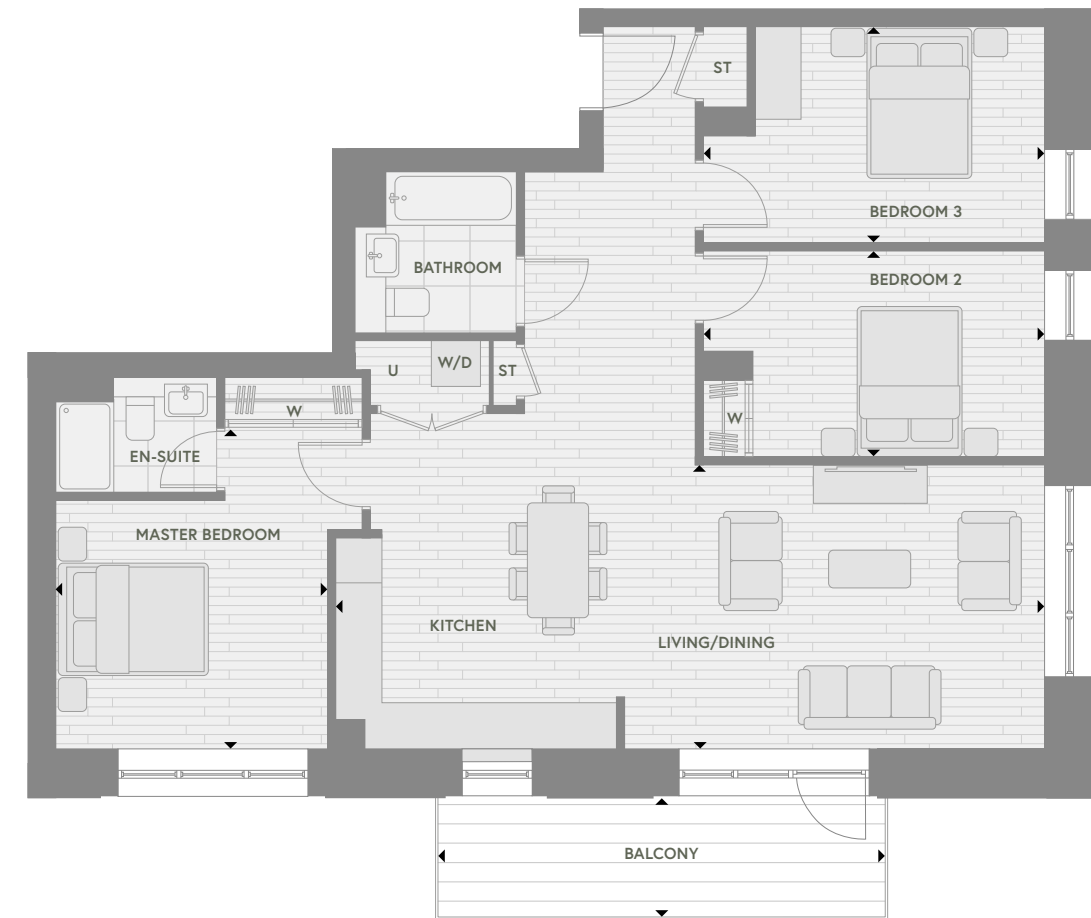 ST
BEDROOM 3
BATHROOM
BEDROOM 2
U
W/D
ST
W
W
EN-SUITE
MASTER BEDROOM
KITCHEN
LIVING/DINING
BALCONY